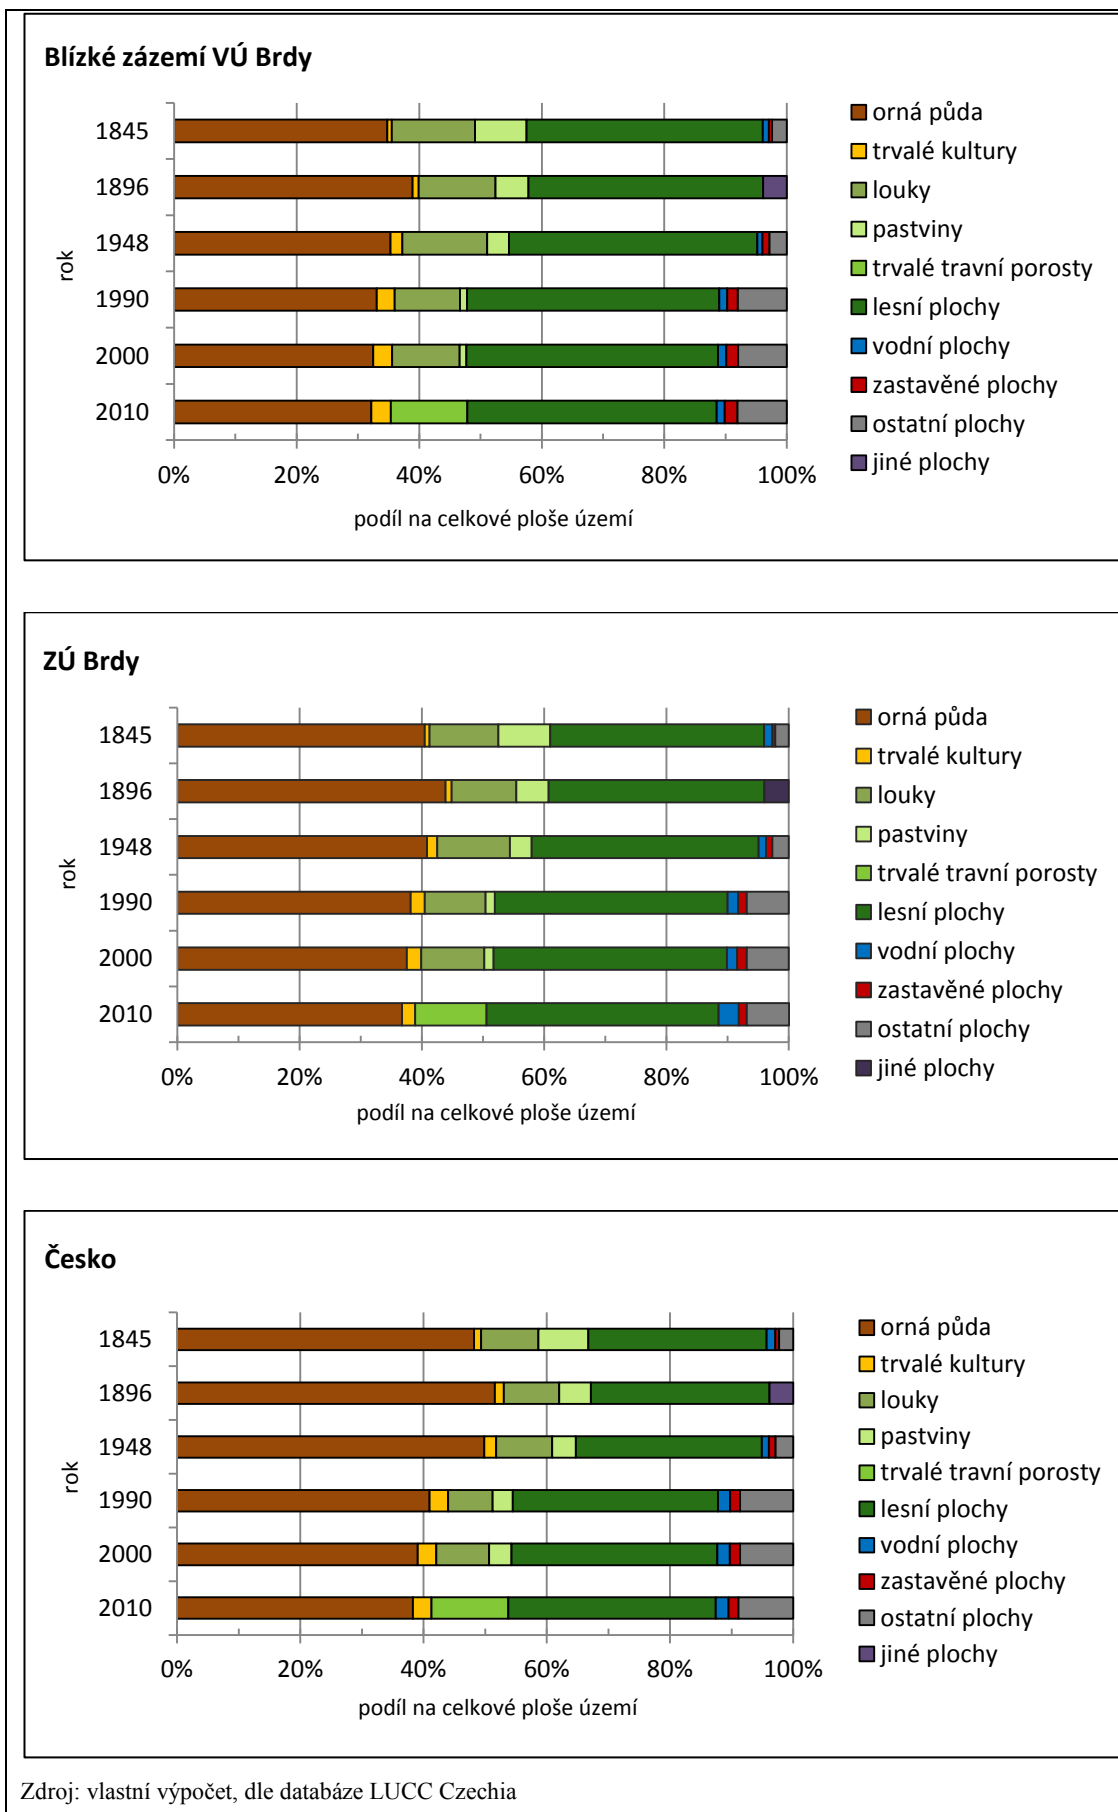 Blízké zázemí VÚ Brdy
rok
1845
1896
1948
1990
2000
2010
0% 20% 40% 60% 80% 100%
podíl na celkové ploše území
orná půda
trvalé kultury
louky
pastviny
trvalé travní porosty
lesní plochy
vodní plochy
zastavěné plochy
ostatní plochy
jiné plochy
ZÚ Brdy
rok
1845
1896
1948
1990
2000
2010
0% 20% 40% 60% 80% 100%
podíl na celkové ploše území
orná půda
trvalé kultury
louky
pastviny
trvalé travní porosty
lesní plochy
vodní plochy
zastavěné plochy
ostatní plochy
jiné plochy
Česko
rok
1845
1896
1948
1990
2000
2010
0% 20% 40% 60% 80% 100%
podíl na celkové ploše území
orná půda
trvalé kultury
louky
pastviny
trvalé travní porosty
lesní plochy
vodní plochy
zastavěné plochy
ostatní plochy
jiné plochy
Zdroj: vlastní výpočet, dle databáze LUCC Czechia